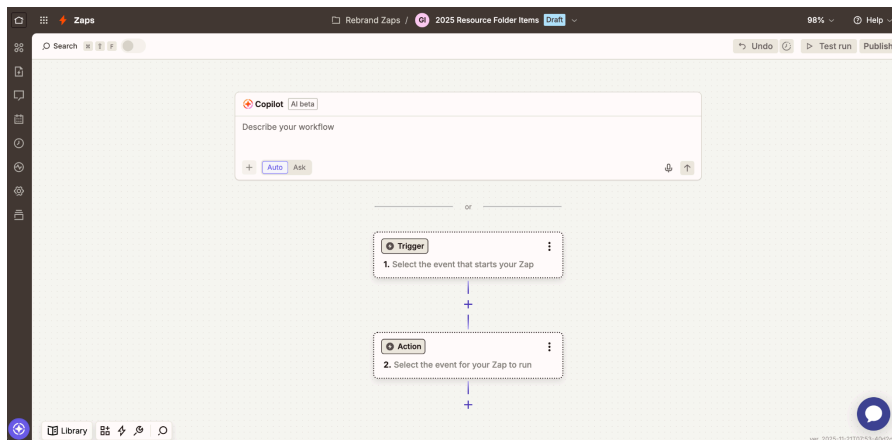 Zaps
Rebrand Zaps / GI 2025 Resource Folder Items Draft
98%
Help
Search ⌘ ⇧ F
Undo
Test run
Publish
Copilot AI beta
Describe your workflow
Auto Ask
or
Trigger
1. Select the event that starts your Zap
Action
2. Select the event for your Zap to run
Library